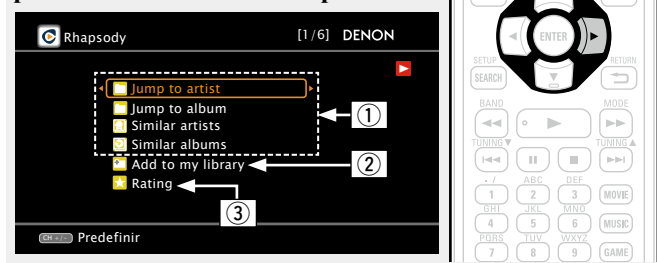 Rhapsody [1/6] DENON
Jump to artist
Jump to album
Similar artists
Similar albums
Add to my library
Rating
CH +/- Predefinir
①
②
③
ENTER
SETUP
SEARCH
RETURN
BAND
MODE
TUNING▼
TUNING▲
• /
ABC
DEF
1
2
3
MOVIE
GHI
JKL
MNO
4
5
6
MUSIC
PQRS
TUV
WXYZ
7
8
9
GAME